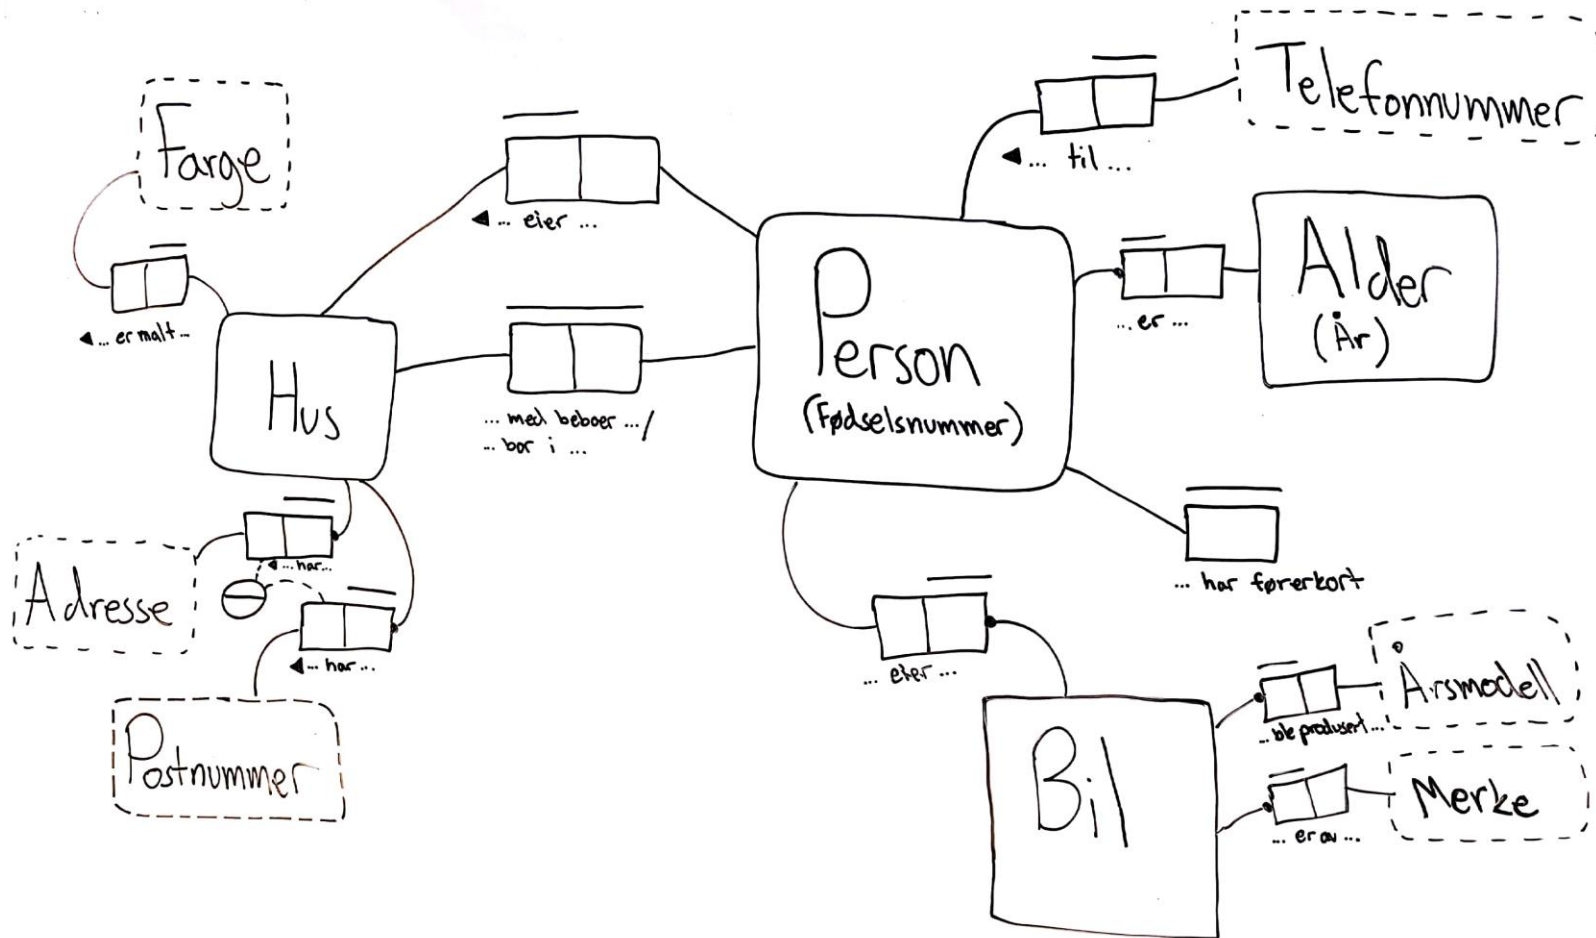 Telefonnummer
◄... til ...
Farge
◄... eier ...
◄... er malt ...
Alder
(År)
... er ...
Person
(Fødselsnummer)
Hus
... med beboer .../
... bor i ...
◄... har ...
Adresse
... har førerkort
◄... har ...
... eier ...
Årsmodell
... ble produsert ...
Postnummer
Bil
Merke
... er av ...